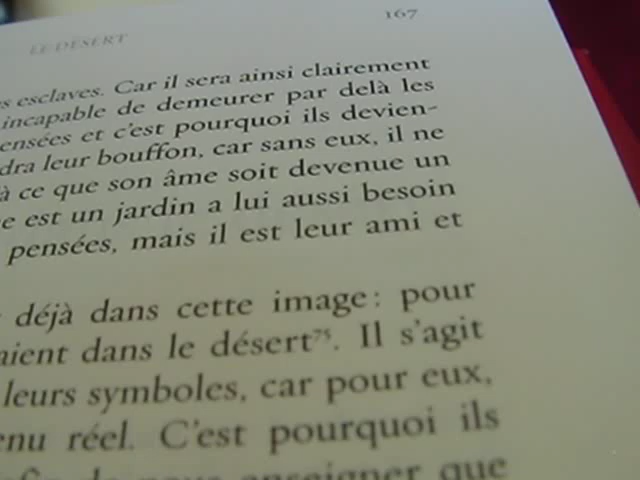 LE DÉSERT 167
es esclaves. Car il sera ainsi clairement
incapable de demeurer par delà les
ensées et c'est pourquoi ils devien-
dra leur bouffon, car sans eux, il ne
à ce que son âme soit devenue un
e est un jardin a lui aussi besoin
pensées, mais il est leur ami et
déjà dans cette image : pour
aient dans le désert75. Il s'agit
leurs symboles, car pour eux,
enu réel. C'est pourquoi ils
enseigner que